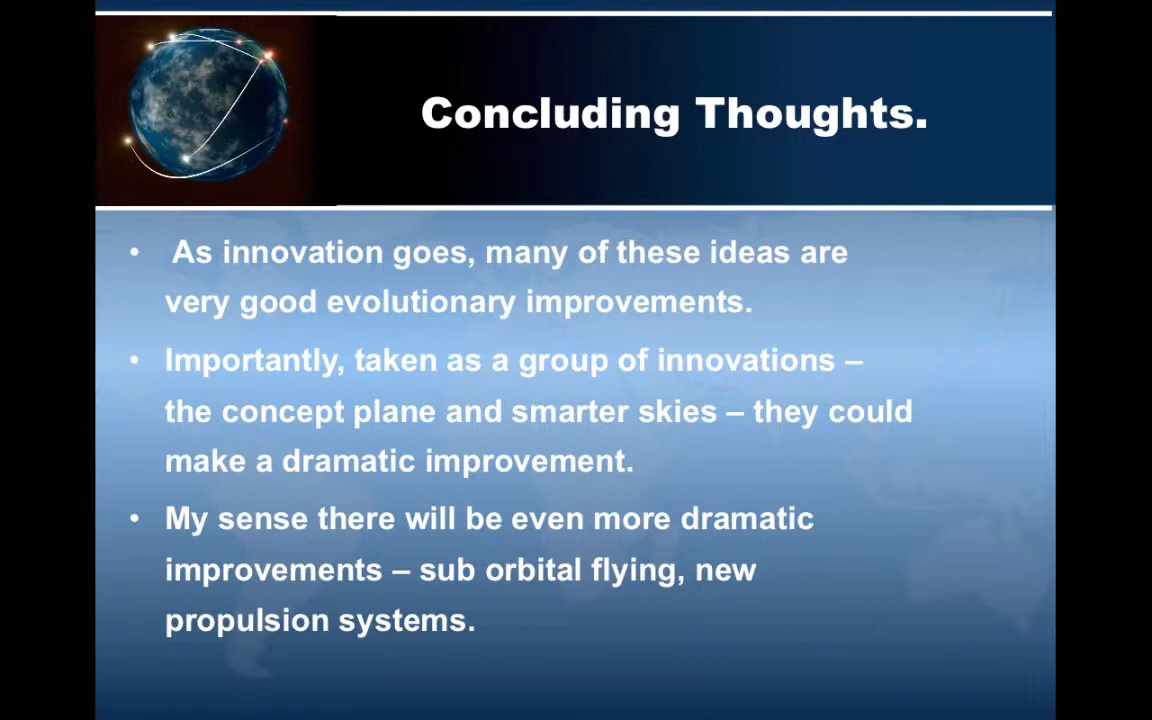 Concluding Thoughts.
• As innovation goes, many of these ideas are
very good evolutionary improvements.
• Importantly, taken as a group of innovations –
the concept plane and smarter skies – they could
make a dramatic improvement.
• My sense there will be even more dramatic
improvements – sub orbital flying, new
propulsion systems.